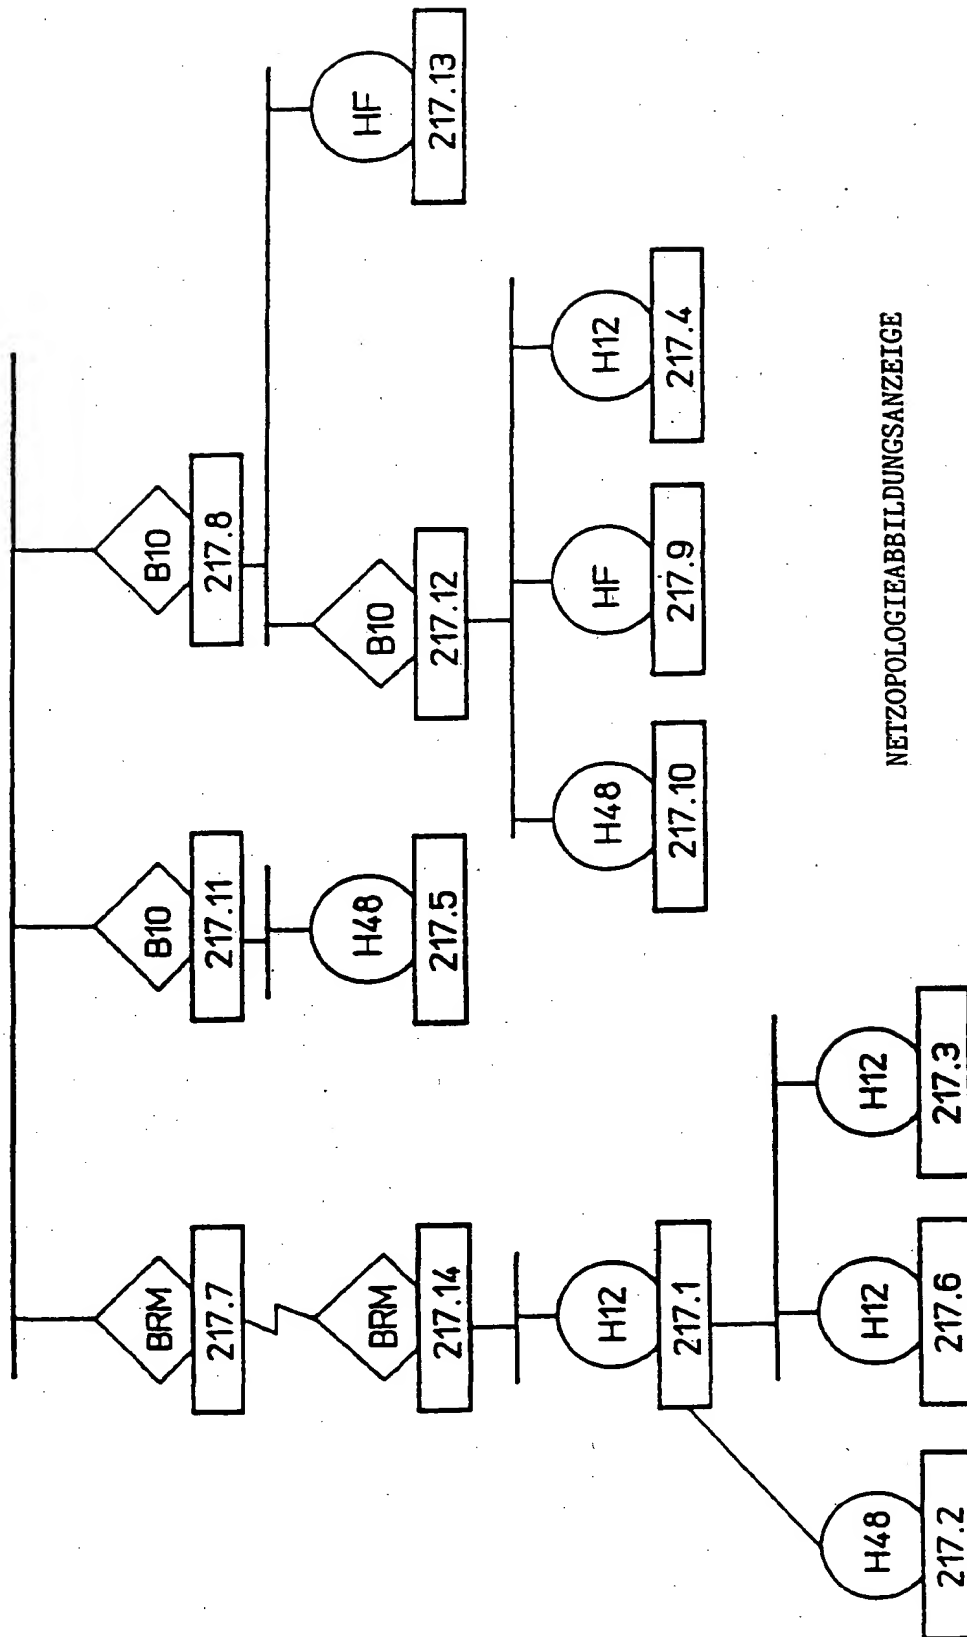 BRM
217.7
B10
217.11
B10
217.8
BRM
217.14
H48
217.5
B10
217.12
HF
217.13
H12
217.1
H48
217.10
HF
217.9
H12
217.4
H48
217.2
H12
217.6
H12
217.3
NETZOPOLOGIEABBILDUNGSANZEIGE